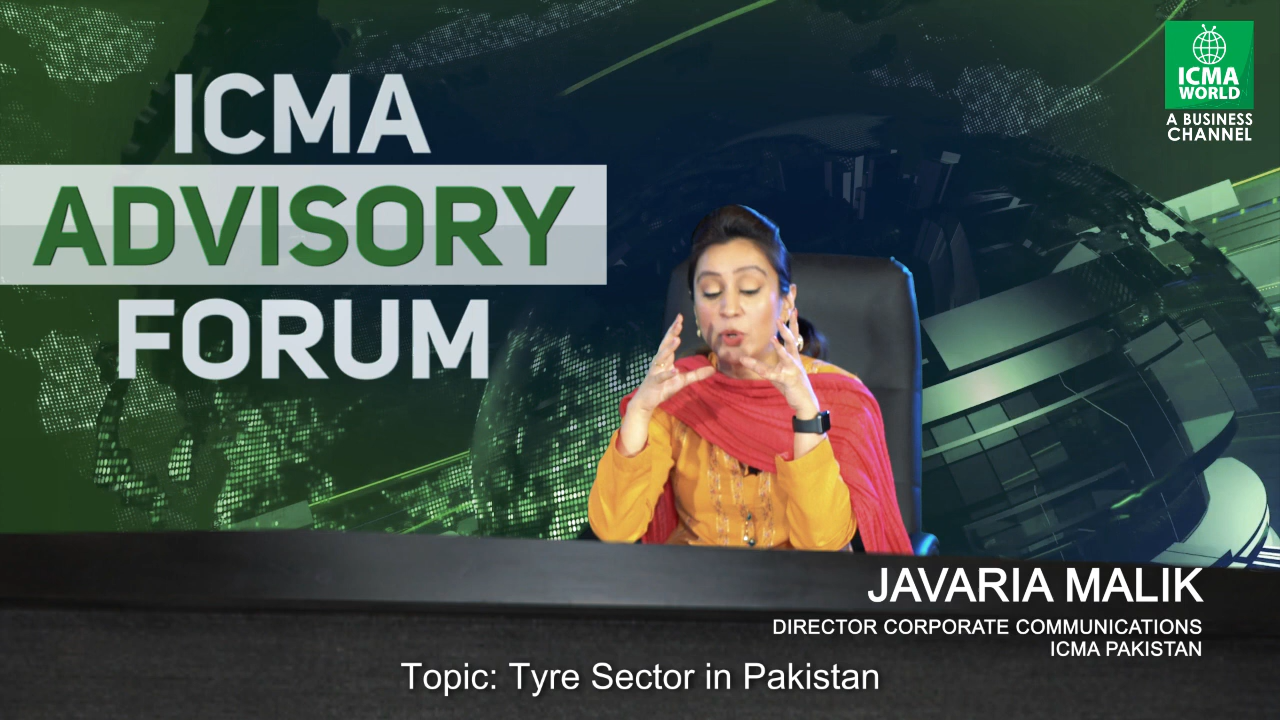 ICMA
ADVISORY
FORUM
ICMA
WORLD
A BUSINESS
CHANNEL
JAVARIA MALIK
DIRECTOR CORPORATE COMMUNICATIONS
ICMA PAKISTAN
Topic: Tyre Sector in Pakistan